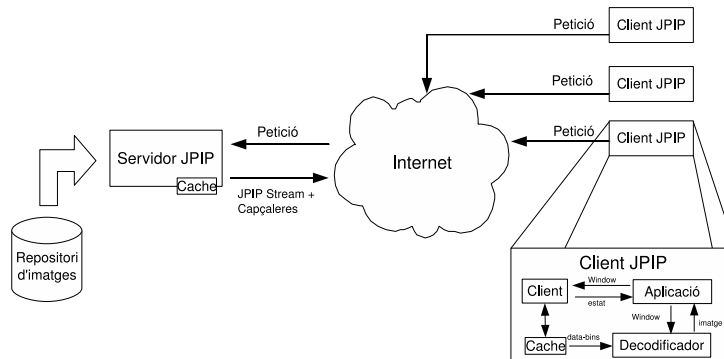 Petició
Client JPIP
Petició
Client JPIP
Petició
Client JPIP
Servidor JPIP
Cache
Petició
JPIP Stream +
Capçaleres
Internet
Repositori
d'imatges
Client JPIP
Client
Window
estat
Aplicació
Window
imatge
Cache
data-bins
Decodificador